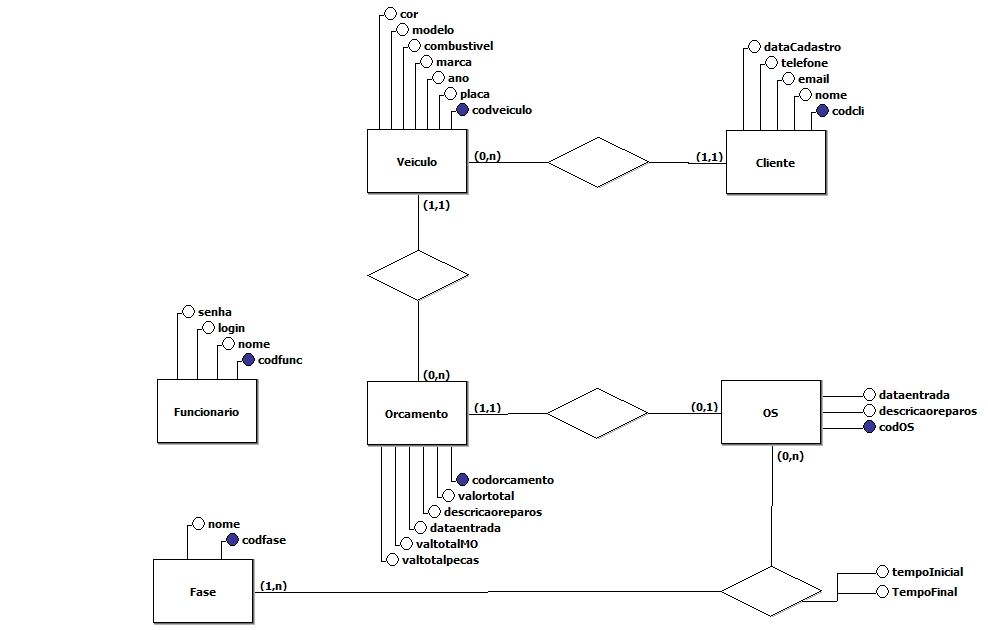 cor
modelo
combustivel
marca
ano
placa
codveiculo
Veiculo
(0,n)
(1,1)
dataCadastro
telefone
email
nome
codcli
Cliente
(1,1)
(0,n)
senha
login
nome
codfunc
Funcionario
Orcamento
(1,1)
(0,1)
OS
dataentrada
descricaoreparos
codOS
(0,n)
codorcamento
valortotal
descricaoreparos
dataentrada
valtotalMO
valtotalpecas
nome
codfase
Fase
(1,n)
tempoInicial
TempoFinal